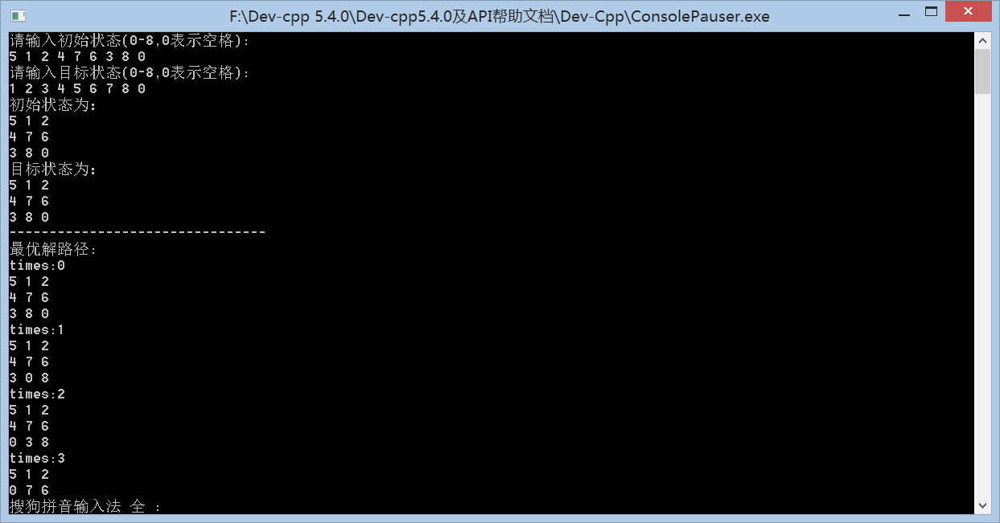 F:\Dev-cpp 5.4.0\Dev-cpp5.4.0及API帮助文档\Dev-Cpp\ConsolePauser.exe
请输入初始状态(0-8,0表示空格):
5 1 2 4 7 6 3 8 0
请输入目标状态(0-8,0表示空格):
1 2 3 4 5 6 7 8 0
初始状态为:
5 1 2
4 7 6
3 8 0
目标状态为:
5 1 2
4 7 6
3 8 0
--------------------------------
最优解路径:
times:0
5 1 2
4 7 6
3 8 0
times:1
5 1 2
4 7 6
3 0 8
times:2
5 1 2
4 7 6
0 3 8
times:3
5 1 2
0 7 6
搜狗拼音输入法 全 :